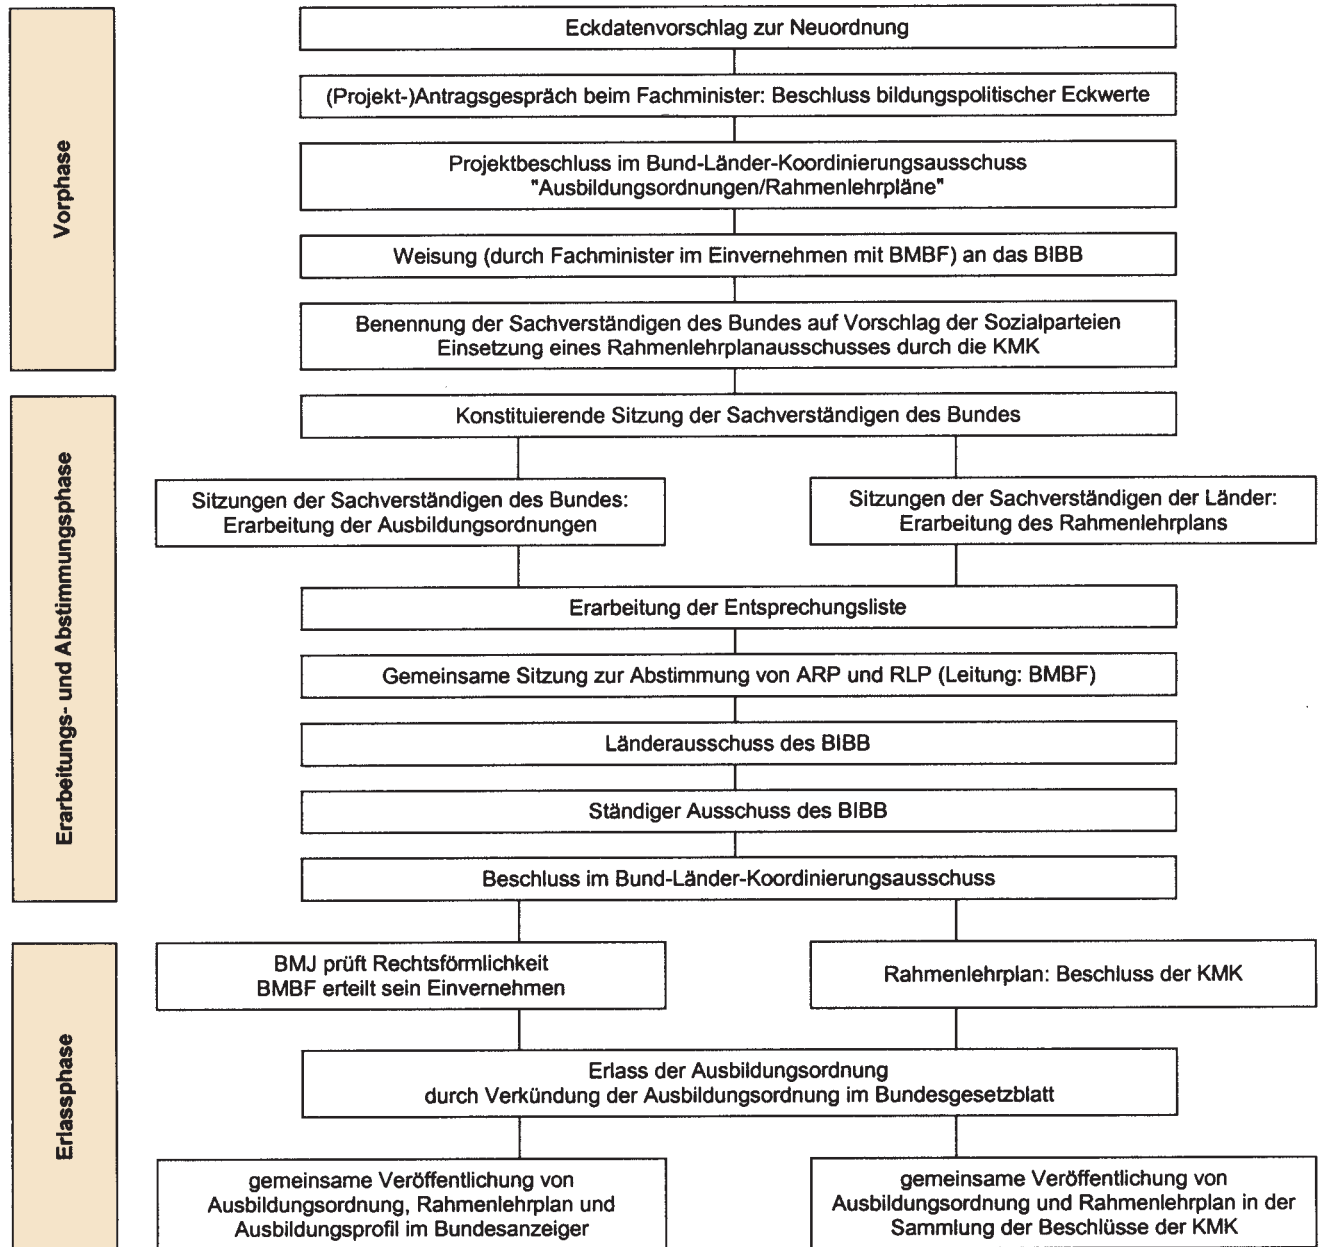 Vorphase
Eckdatenvorschlag zur Neuordnung
(Projekt-)Antragsgespräch beim Fachminister: Beschluss bildungspolitischer Eckwerte
Projektbeschluss im Bund-Länder-Koordinierungsausschuss
"Ausbildungsordnungen/Rahmenlehrpläne"
Weisung (durch Fachminister im Einvernehmen mit BMBF) an das BIBB
Benennung der Sachverständigen des Bundes auf Vorschlag der Sozialparteien
Einsetzung eines Rahmenlehrplanausschusses durch die KMK
Erarbeitungs- und Abstimmungsphase
Konstituierende Sitzung der Sachverständigen des Bundes
Sitzungen der Sachverständigen des Bundes:
Erarbeitung der Ausbildungsordnungen
Sitzungen der Sachverständigen der Länder:
Erarbeitung des Rahmenlehrplans
Erarbeitung der Entsprechungsliste
Gemeinsame Sitzung zur Abstimmung von ARP und RLP (Leitung: BMBF)
Länderausschuss des BIBB
Ständiger Ausschuss des BIBB
Beschluss im Bund-Länder-Koordinierungsausschuss
Erlassphase
BMJ prüft Rechtsförmlichkeit
BMBF erteilt sein Einvernehmen
Rahmenlehrplan: Beschluss der KMK
Erlass der Ausbildungsordnung
durch Verkündung der Ausbildungsordnung im Bundesgesetzblatt
gemeinsame Veröffentlichung von
Ausbildungsordnung, Rahmenlehrplan und
Ausbildungsprofil im Bundesanzeiger
gemeinsame Veröffentlichung von
Ausbildungsordnung und Rahmenlehrplan in der
Sammlung der Beschlüsse der KMK